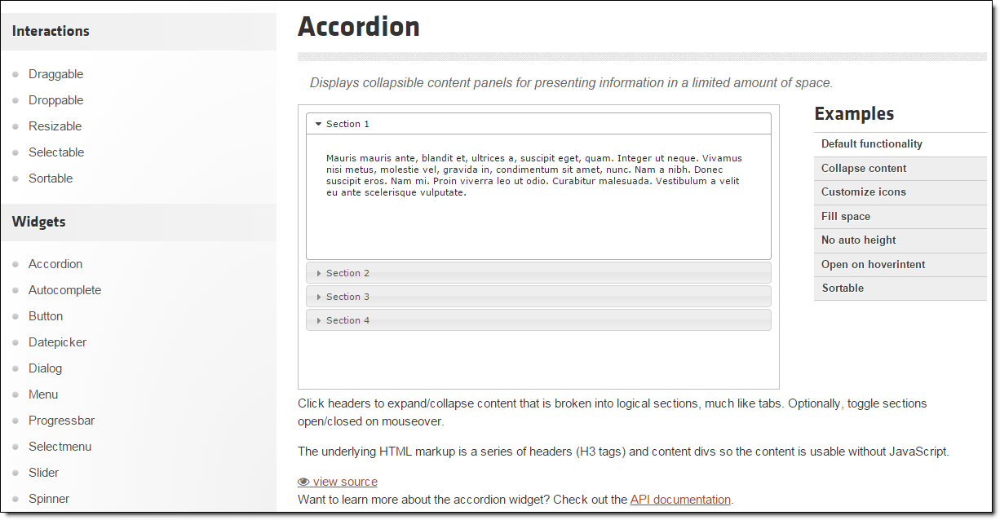 Interactions
Draggable
Droppable
Resizable
Selectable
Sortable
Widgets
Accordion
Autocomplete
Button
Datepicker
Dialog
Menu
Progressbar
Selectmenu
Slider
Spinner
Accordion
Displays collapsible content panels for presenting information in a limited amount of space.
Section 1
Mauris mauris ante, blandit et, ultrices a, suscipit eget, quam. Integer ut neque. Vivamus
nisi metus, molestie vel, gravida in, condimentum sit amet, nunc. Nam a nibh. Donec
suscipit eros. Nam mi. Proin viverra leo ut odio. Curabitur malesuada. Vestibulum a velit
eu ante scelerisque vulputate.
Section 2
Section 3
Section 4
Examples
Default functionality
Collapse content
Customize icons
Fill space
No auto height
Open on hoverintent
Sortable
Click headers to expand/collapse content that is broken into logical sections, much like tabs. Optionally, toggle sections
open/closed on mouseover.
The underlying HTML markup is a series of headers (H3 tags) and content divs so the content is usable without JavaScript.
view source
Want to learn more about the accordion widget? Check out the API documentation.